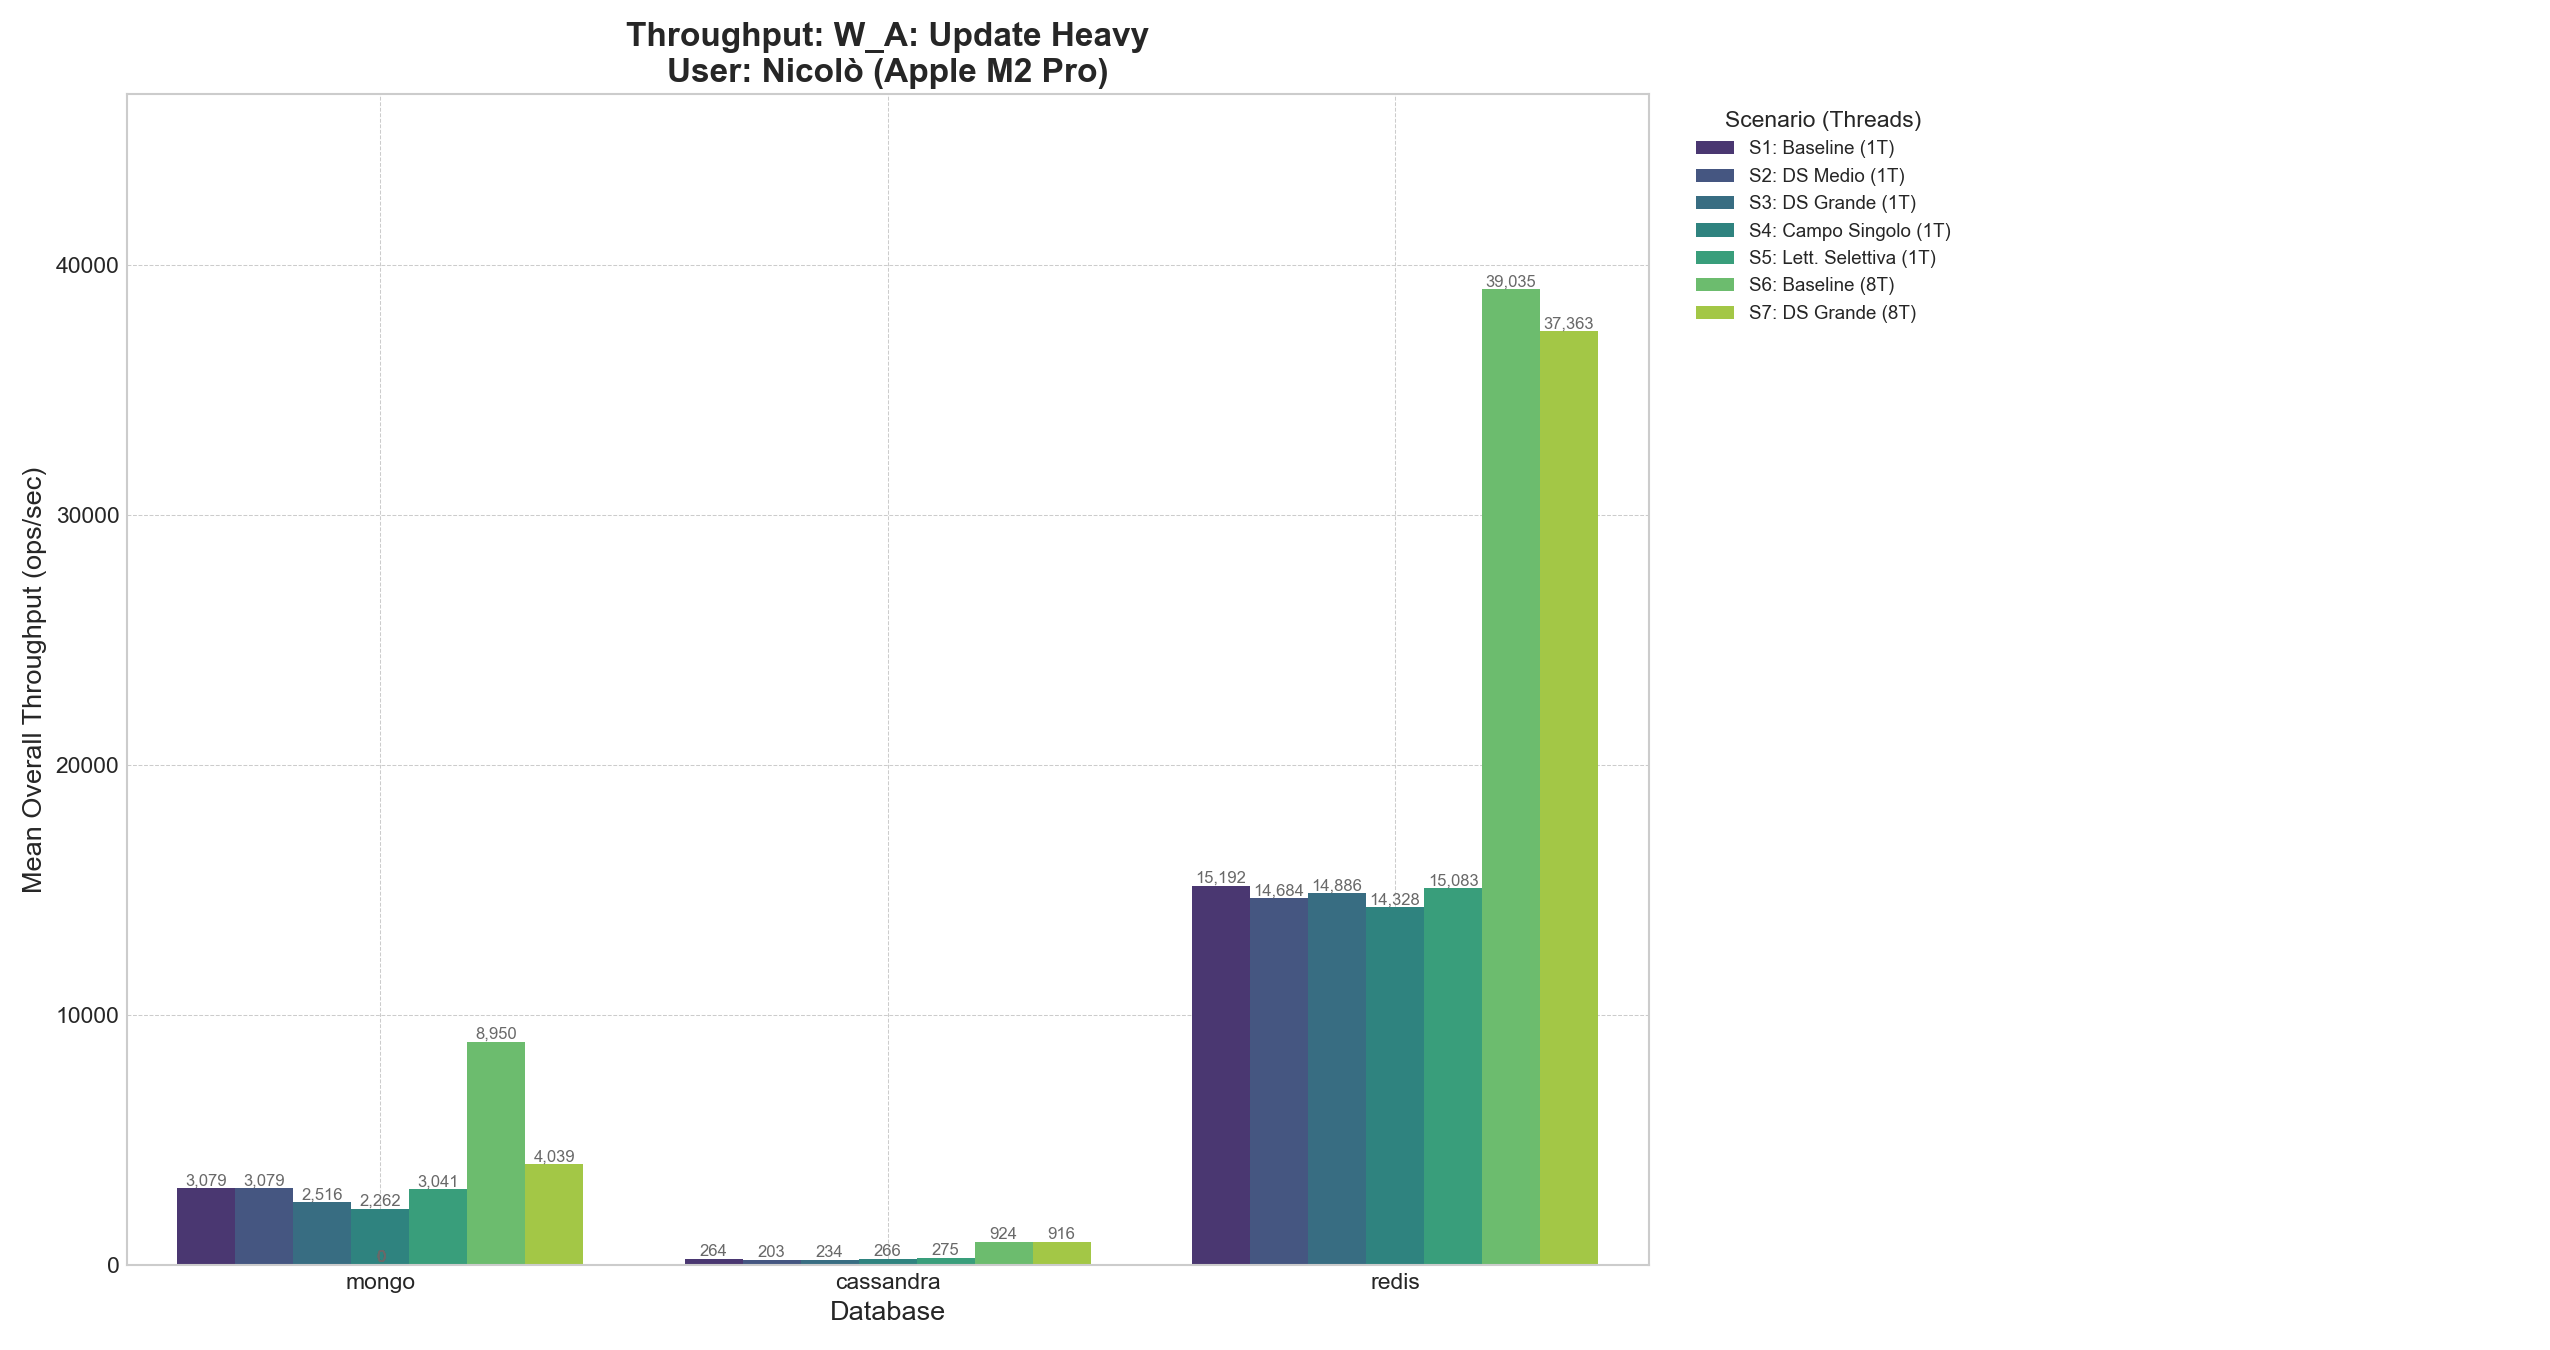 Throughput: W_A: Update Heavy
User: Nicolò (Apple M2 Pro)
Mean Overall Throughput (ops/sec)
40000
30000
20000
10000
0
3,079
3,079
2,516
2,262
0
3,041
8,950
4,039
264
203
234
266
275
924
916
15,192
14,684
14,886
14,328
15,083
39,035
37,363
mongo
cassandra
redis
Database
Scenario (Threads)
S1: Baseline (1T)
S2: DS Medio (1T)
S3: DS Grande (1T)
S4: Campo Singolo (1T)
S5: Lett. Selettiva (1T)
S6: Baseline (8T)
S7: DS Grande (8T)